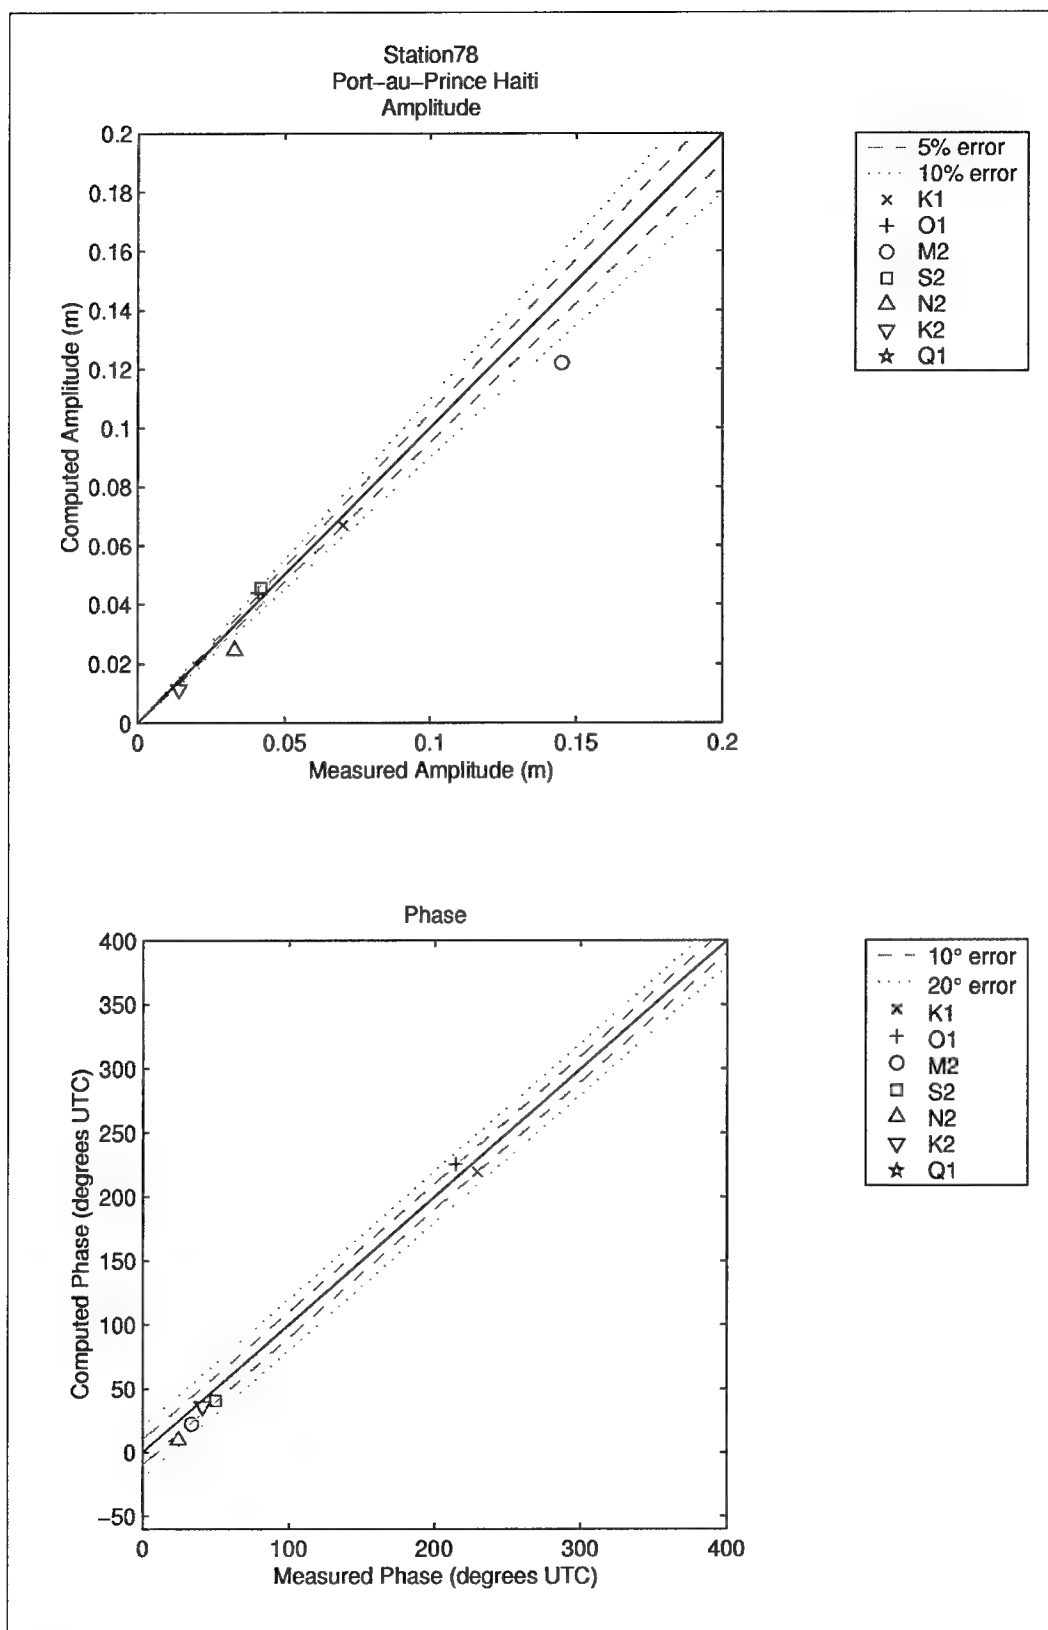 Station78
Port–au–Prince Haiti
Amplitude
0.2
0.18
0.16
0.14
0.12
0.1
0.08
0.06
0.04
0.02
0
Computed Amplitude (m)
0
0.05
0.1
0.15
0.2
Measured Amplitude (m)
5% error
10% error
K1
O1
M2
S2
N2
K2
Q1
Phase
400
350
300
250
200
150
100
50
0
–50
Computed Phase (degrees UTC)
0
100
200
300
400
Measured Phase (degrees UTC)
10° error
20° error
K1
O1
M2
S2
N2
K2
Q1